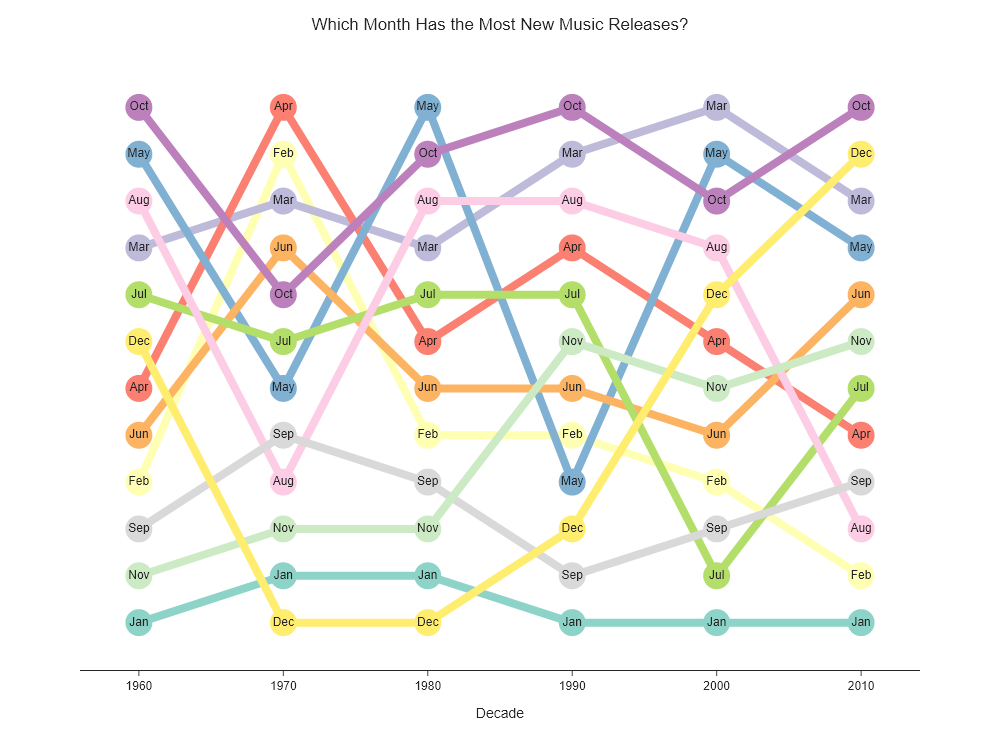 Which Month Has the Most New Music Releases?
Oct Apr May Oct Mar Oct
May Feb Oct Mar May Dec
Aug Mar Aug Aug Oct Mar
Mar Jun Mar Apr Aug May
Jul Oct Jul Jul Dec Jun
Dec Jul Apr Nov Apr Nov
Apr May Jun Jun Nov Jul
Jun Sep Feb Feb Jun Apr
Feb Aug Sep May Feb Sep
Sep Nov Nov Dec Sep Aug
Nov Jan Jan Sep Jul Feb
Jan Dec Dec Jan Jan Jan
1960 1970 1980 1990 2000 2010
Decade